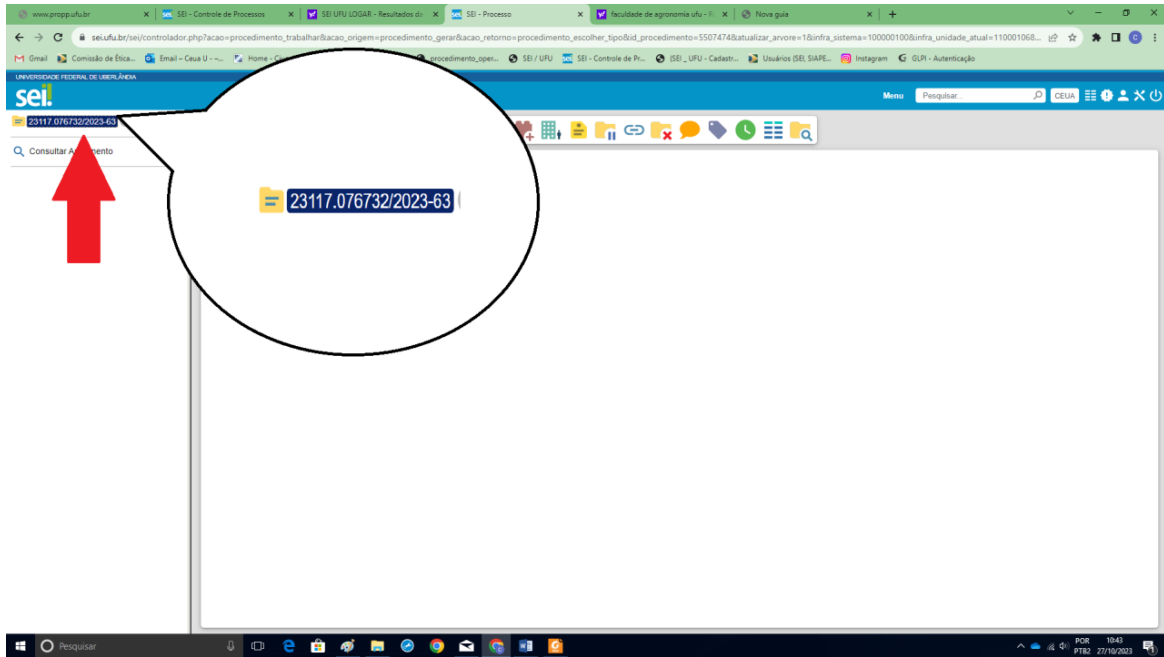 www.propp.ufu.br
SEI - Controle de Processos
SEI UFU LOGAR - Resultados da
SEI - Processo
faculdade de agronomia ufu - F
Nova guia
sei.ufu.br/sei/controlador.php?acao=procedimento_trabalhar&acao_origem=procedimento_gerar&acao_retorno=procedimento_escolher_tipo&id_procedimento=5507474&atualizar_arvore=1&infra_sistema=100000100&infra_unidade_atual=110001068...
Gmail
Comissão de Ética...
Email – Ceua U - ~...
procedimento_oper...
SEI / UFU
SEI - Controle de Pr...
(SEI _ UFU - Cadastr...
Usuários (SEI, SIAPE...
Instagram
GLPI - Autenticação
UNIVERSIDADE FEDERAL DE UBERLÂNDIA
sei!
Menu
Pesquisar...
CEUA
23117.076732/2023-63
Consultar
23117.076732/2023-63
Pesquisar
POR
PTB2
10:43
27/10/2023